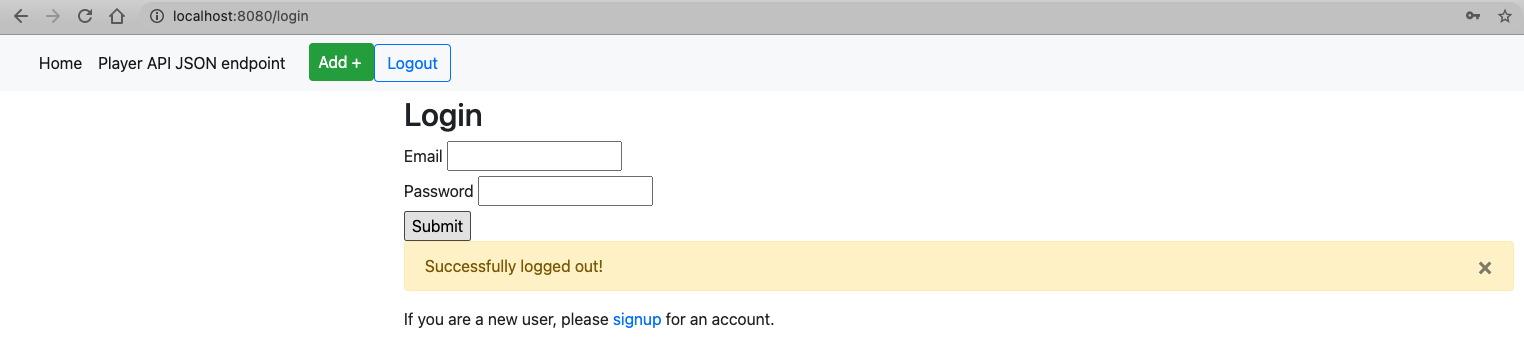 localhost:8080/login
Home Player API JSON endpoint Add + Logout
Login
Email
Password
Submit
Successfully logged out! ×
If you are a new user, please signup for an account.